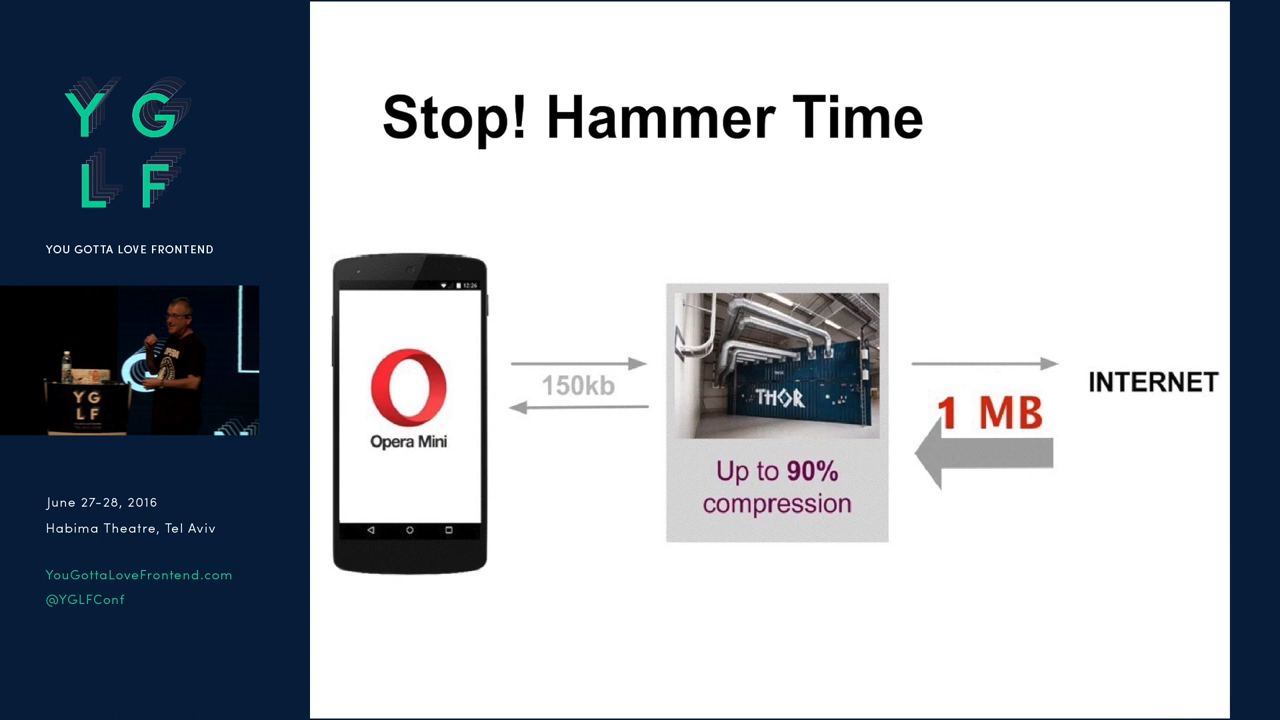 Y G
L F
YOU GOTTA LOVE FRONTEND
Y G
L F
June 27-28, 2016
Habima Theatre, Tel Aviv
YouGottaLoveFrontend.com
@YGLFConf
Stop! Hammer Time
12:26
Opera Mini
150kb
THOR
Up to 90%
compression
1 MB
INTERNET